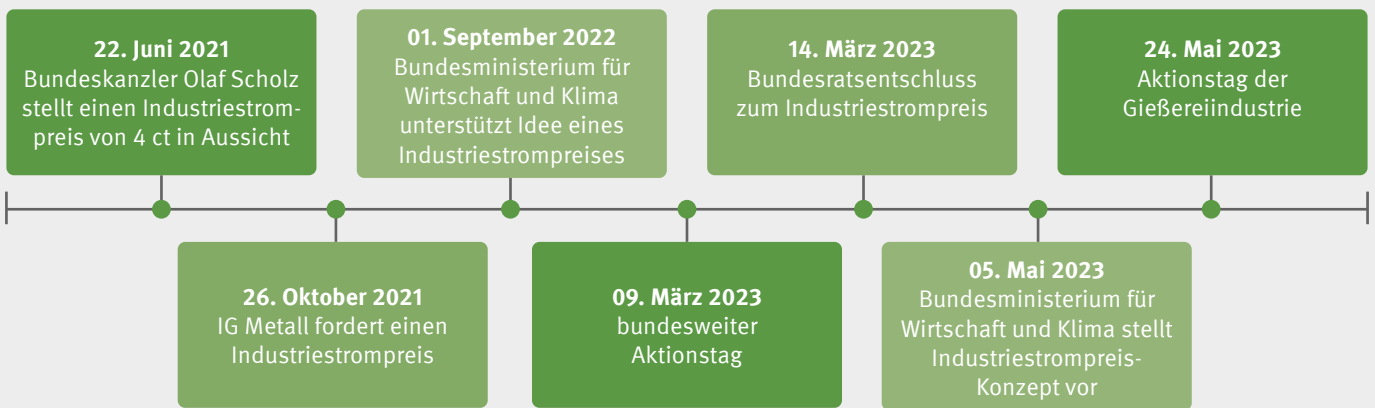 22. Juni 2021
Bundeskanzler Olaf Scholz
stellt einen Industriestrom-
preis von 4 ct in Aussicht
26. Oktober 2021
IG Metall fordert einen
Industriestrompreis
01. September 2022
Bundesministerium für
Wirtschaft und Klima
unterstützt Idee eines
Industriestrompreises
09. März 2023
bundesweiter
Aktionstag
14. März 2023
Bundesratsentschluss
zum Industriestrompreis
05. Mai 2023
Bundesministerium für
Wirtschaft und Klima stellt
Industriestrompreis-
Konzept vor
24. Mai 2023
Aktionstag der
Gießereiindustrie